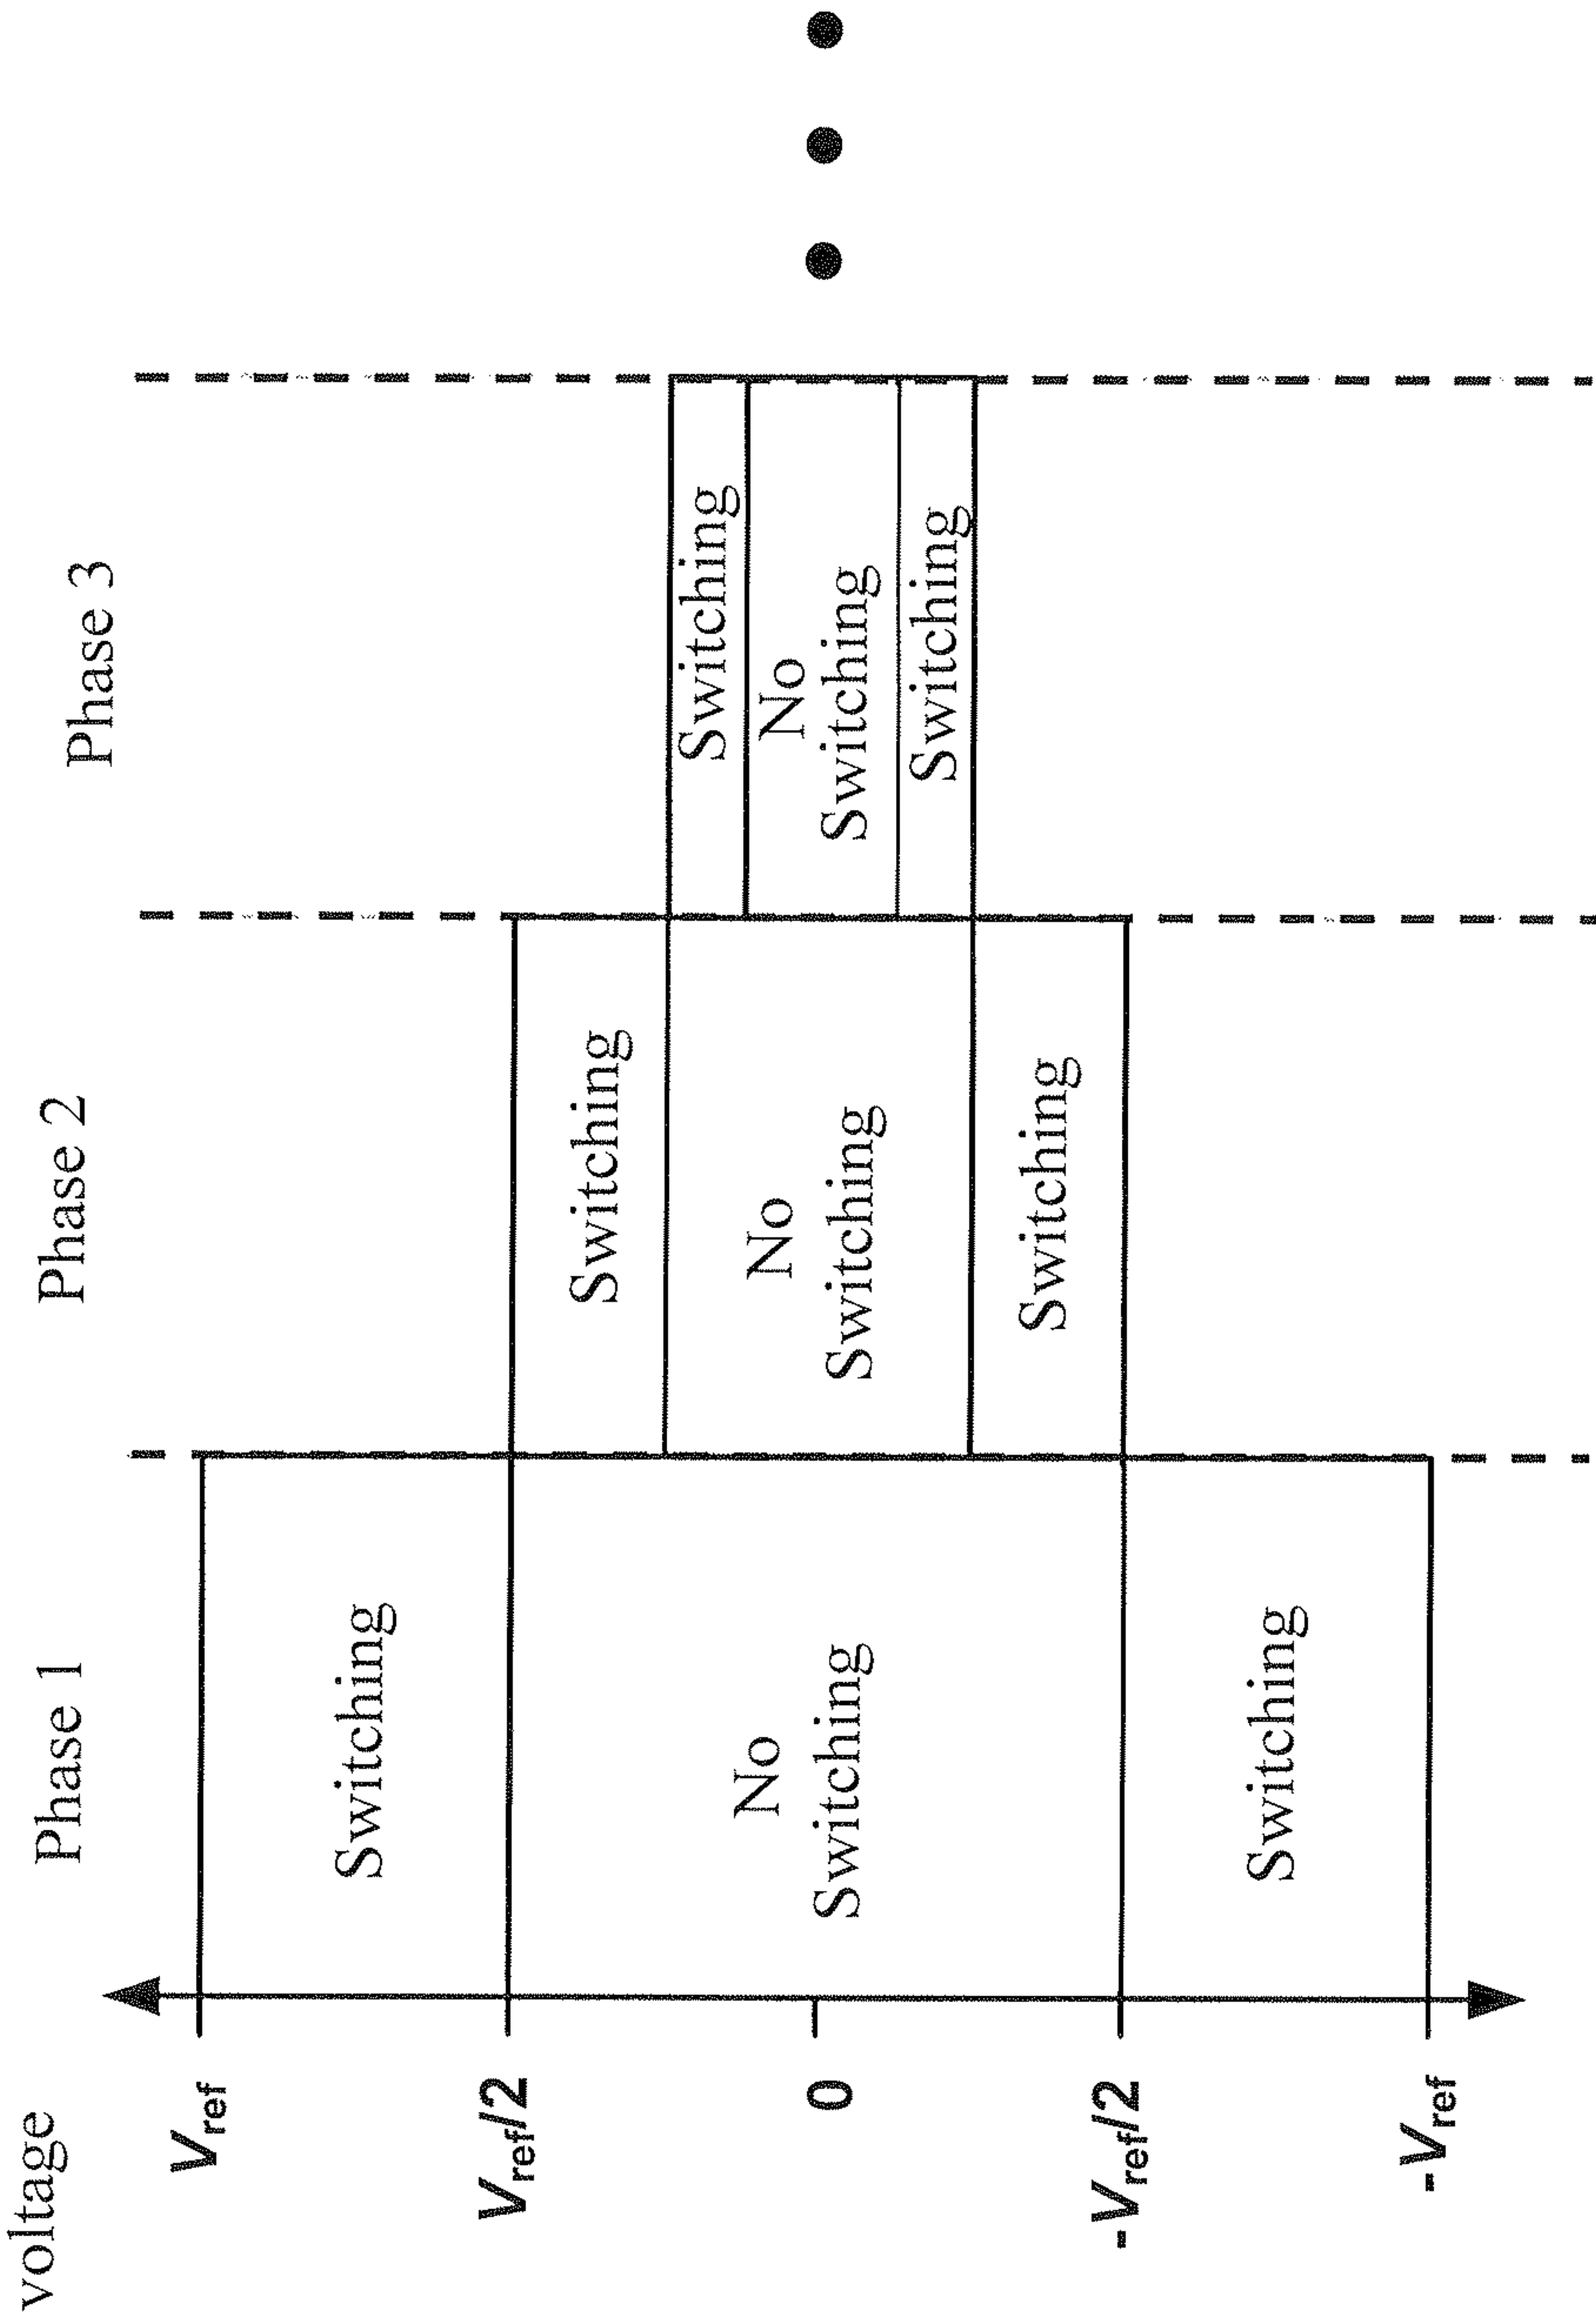 voltage
Phase 1
Phase 2
Phase 3
Vref
Vref/2
0
-Vref/2
-Vref
Switching
No
Switching
Switching
Switching
No
Switching
Switching
Switching
No
Switching
Switching